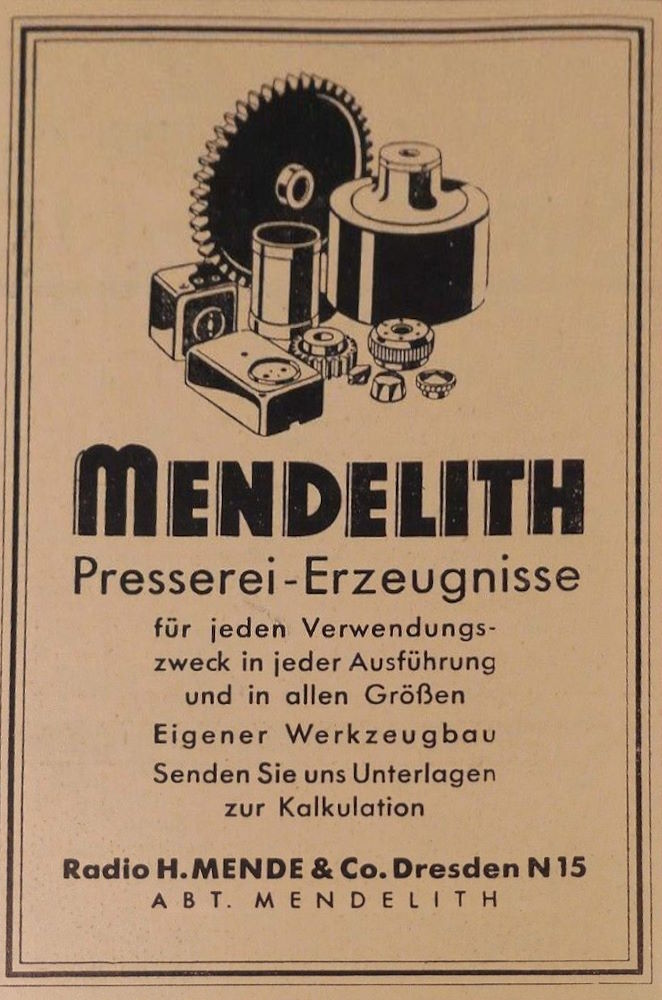 MENDELITH
Presserei-Erzeugnisse
für jeden Verwendungs-
zweck in jeder Ausführung
und in allen Größen
Eigener Werkzeugbau
Senden Sie uns Unterlagen
zur Kalkulation
Radio H. MENDE & Co. Dresden N 15
ABT. MENDELITH